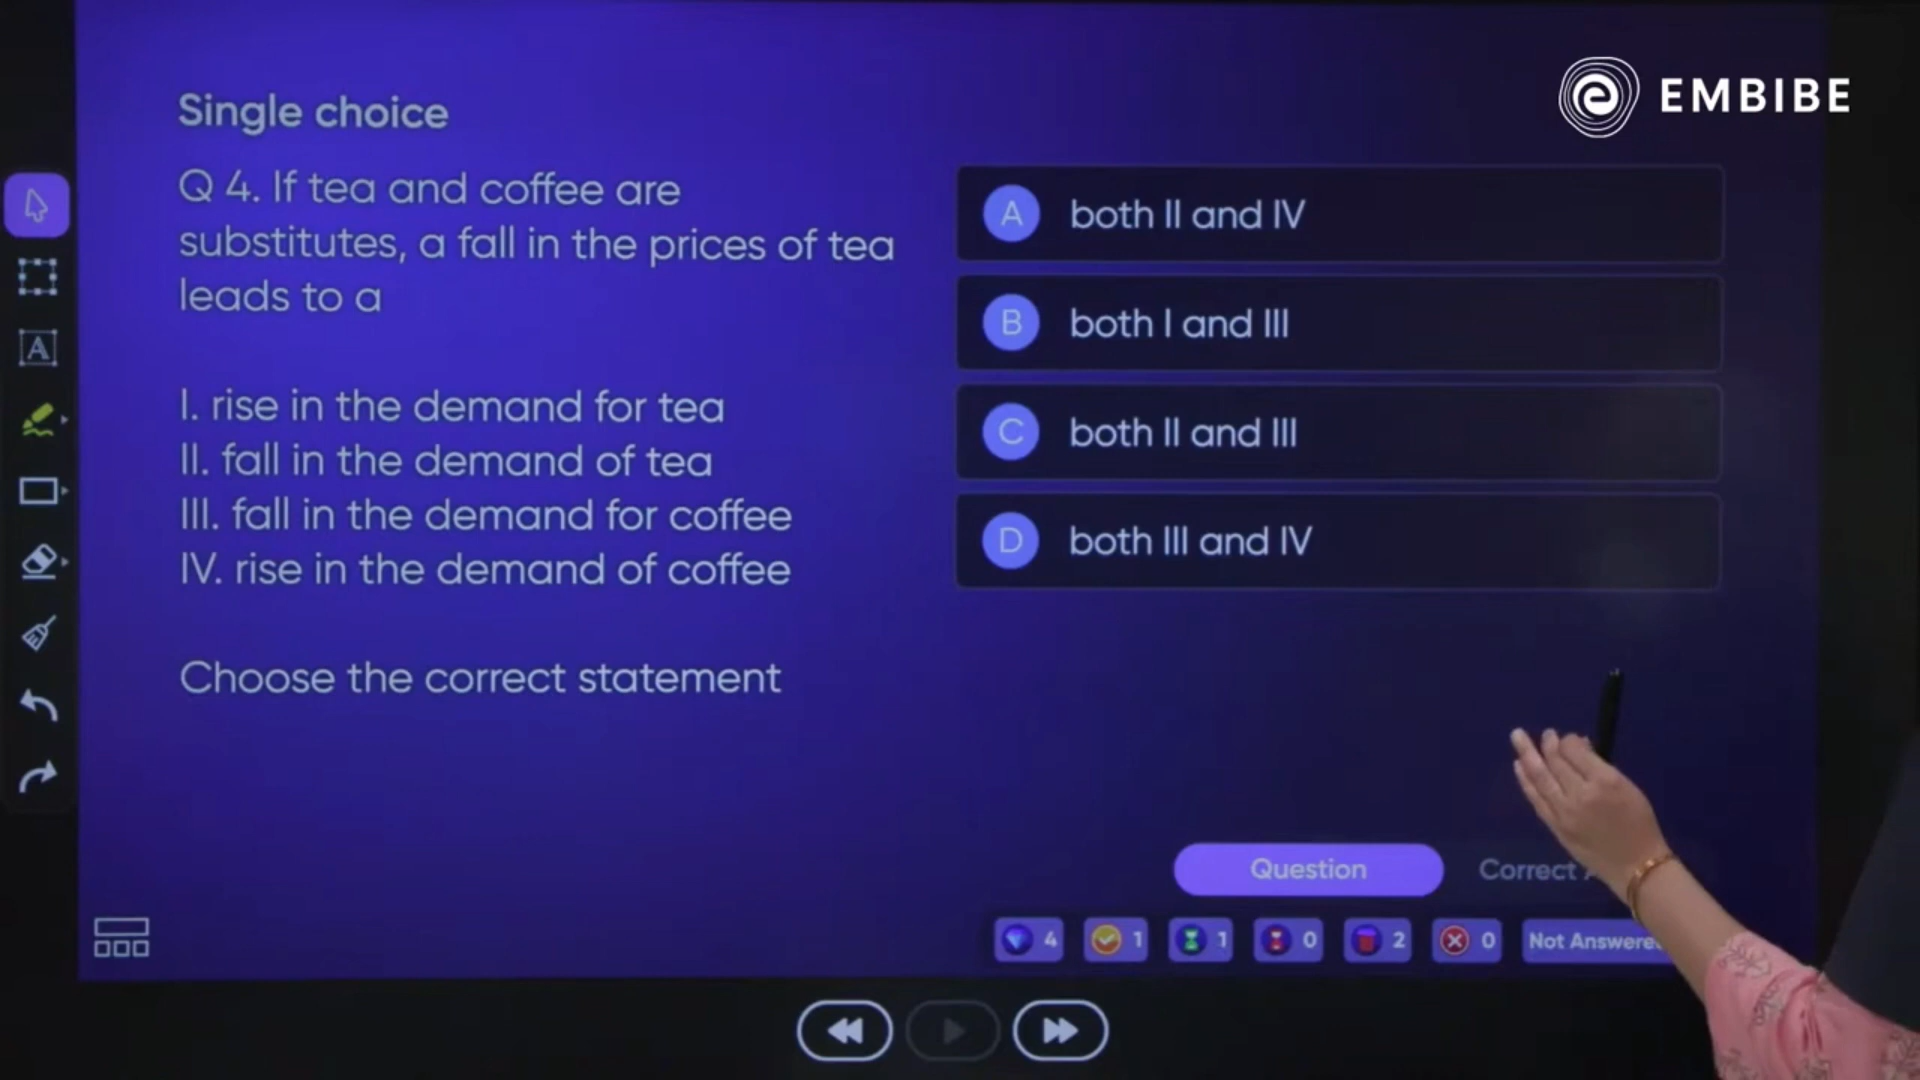 EMBIBE
Single choice
Q 4. If tea and coffee are
substitutes, a fall in the prices of tea
leads to a
I. rise in the demand for tea
II. fall in the demand of tea
III. fall in the demand for coffee
IV. rise in the demand of coffee
Choose the correct statement
A both II and IV
B both I and III
C both II and III
D both III and IV
Question Correct
4 1 1 0 2 0 Not Answere
A